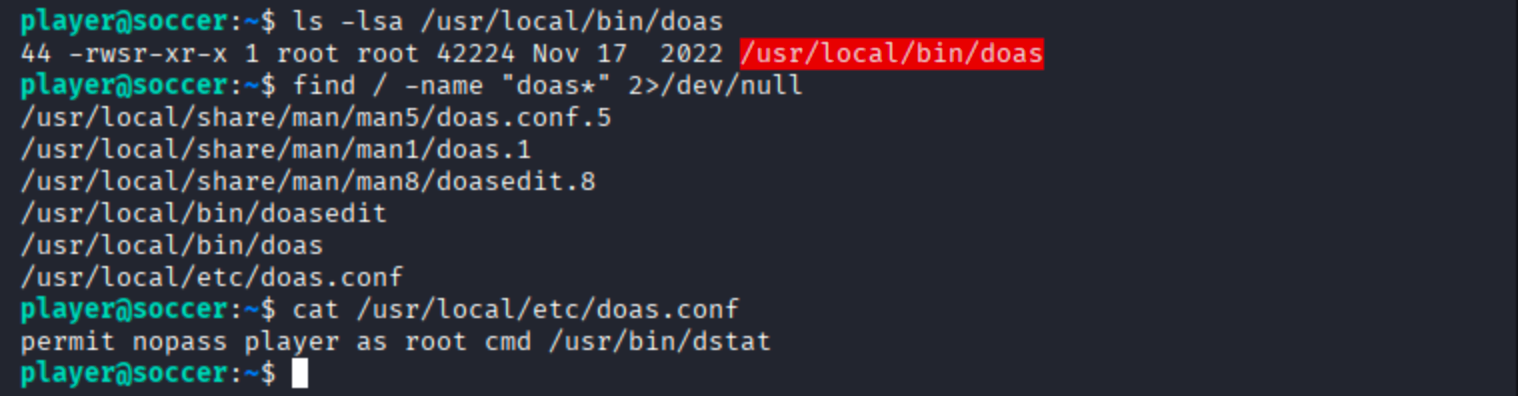 player@soccer:~$ ls -lsa /usr/local/bin/doas
44 -rwsr-xr-x 1 root root 42224 Nov 17  2022 /usr/local/bin/doas
player@soccer:~$ find / -name "doas*" 2>/dev/null
/usr/local/share/man/man5/doas.conf.5
/usr/local/share/man/man1/doas.1
/usr/local/share/man/man8/doasedit.8
/usr/local/bin/doasedit
/usr/local/bin/doas
/usr/local/etc/doas.conf
player@soccer:~$ cat /usr/local/etc/doas.conf
permit nopass player as root cmd /usr/bin/dstat
player@soccer:~$